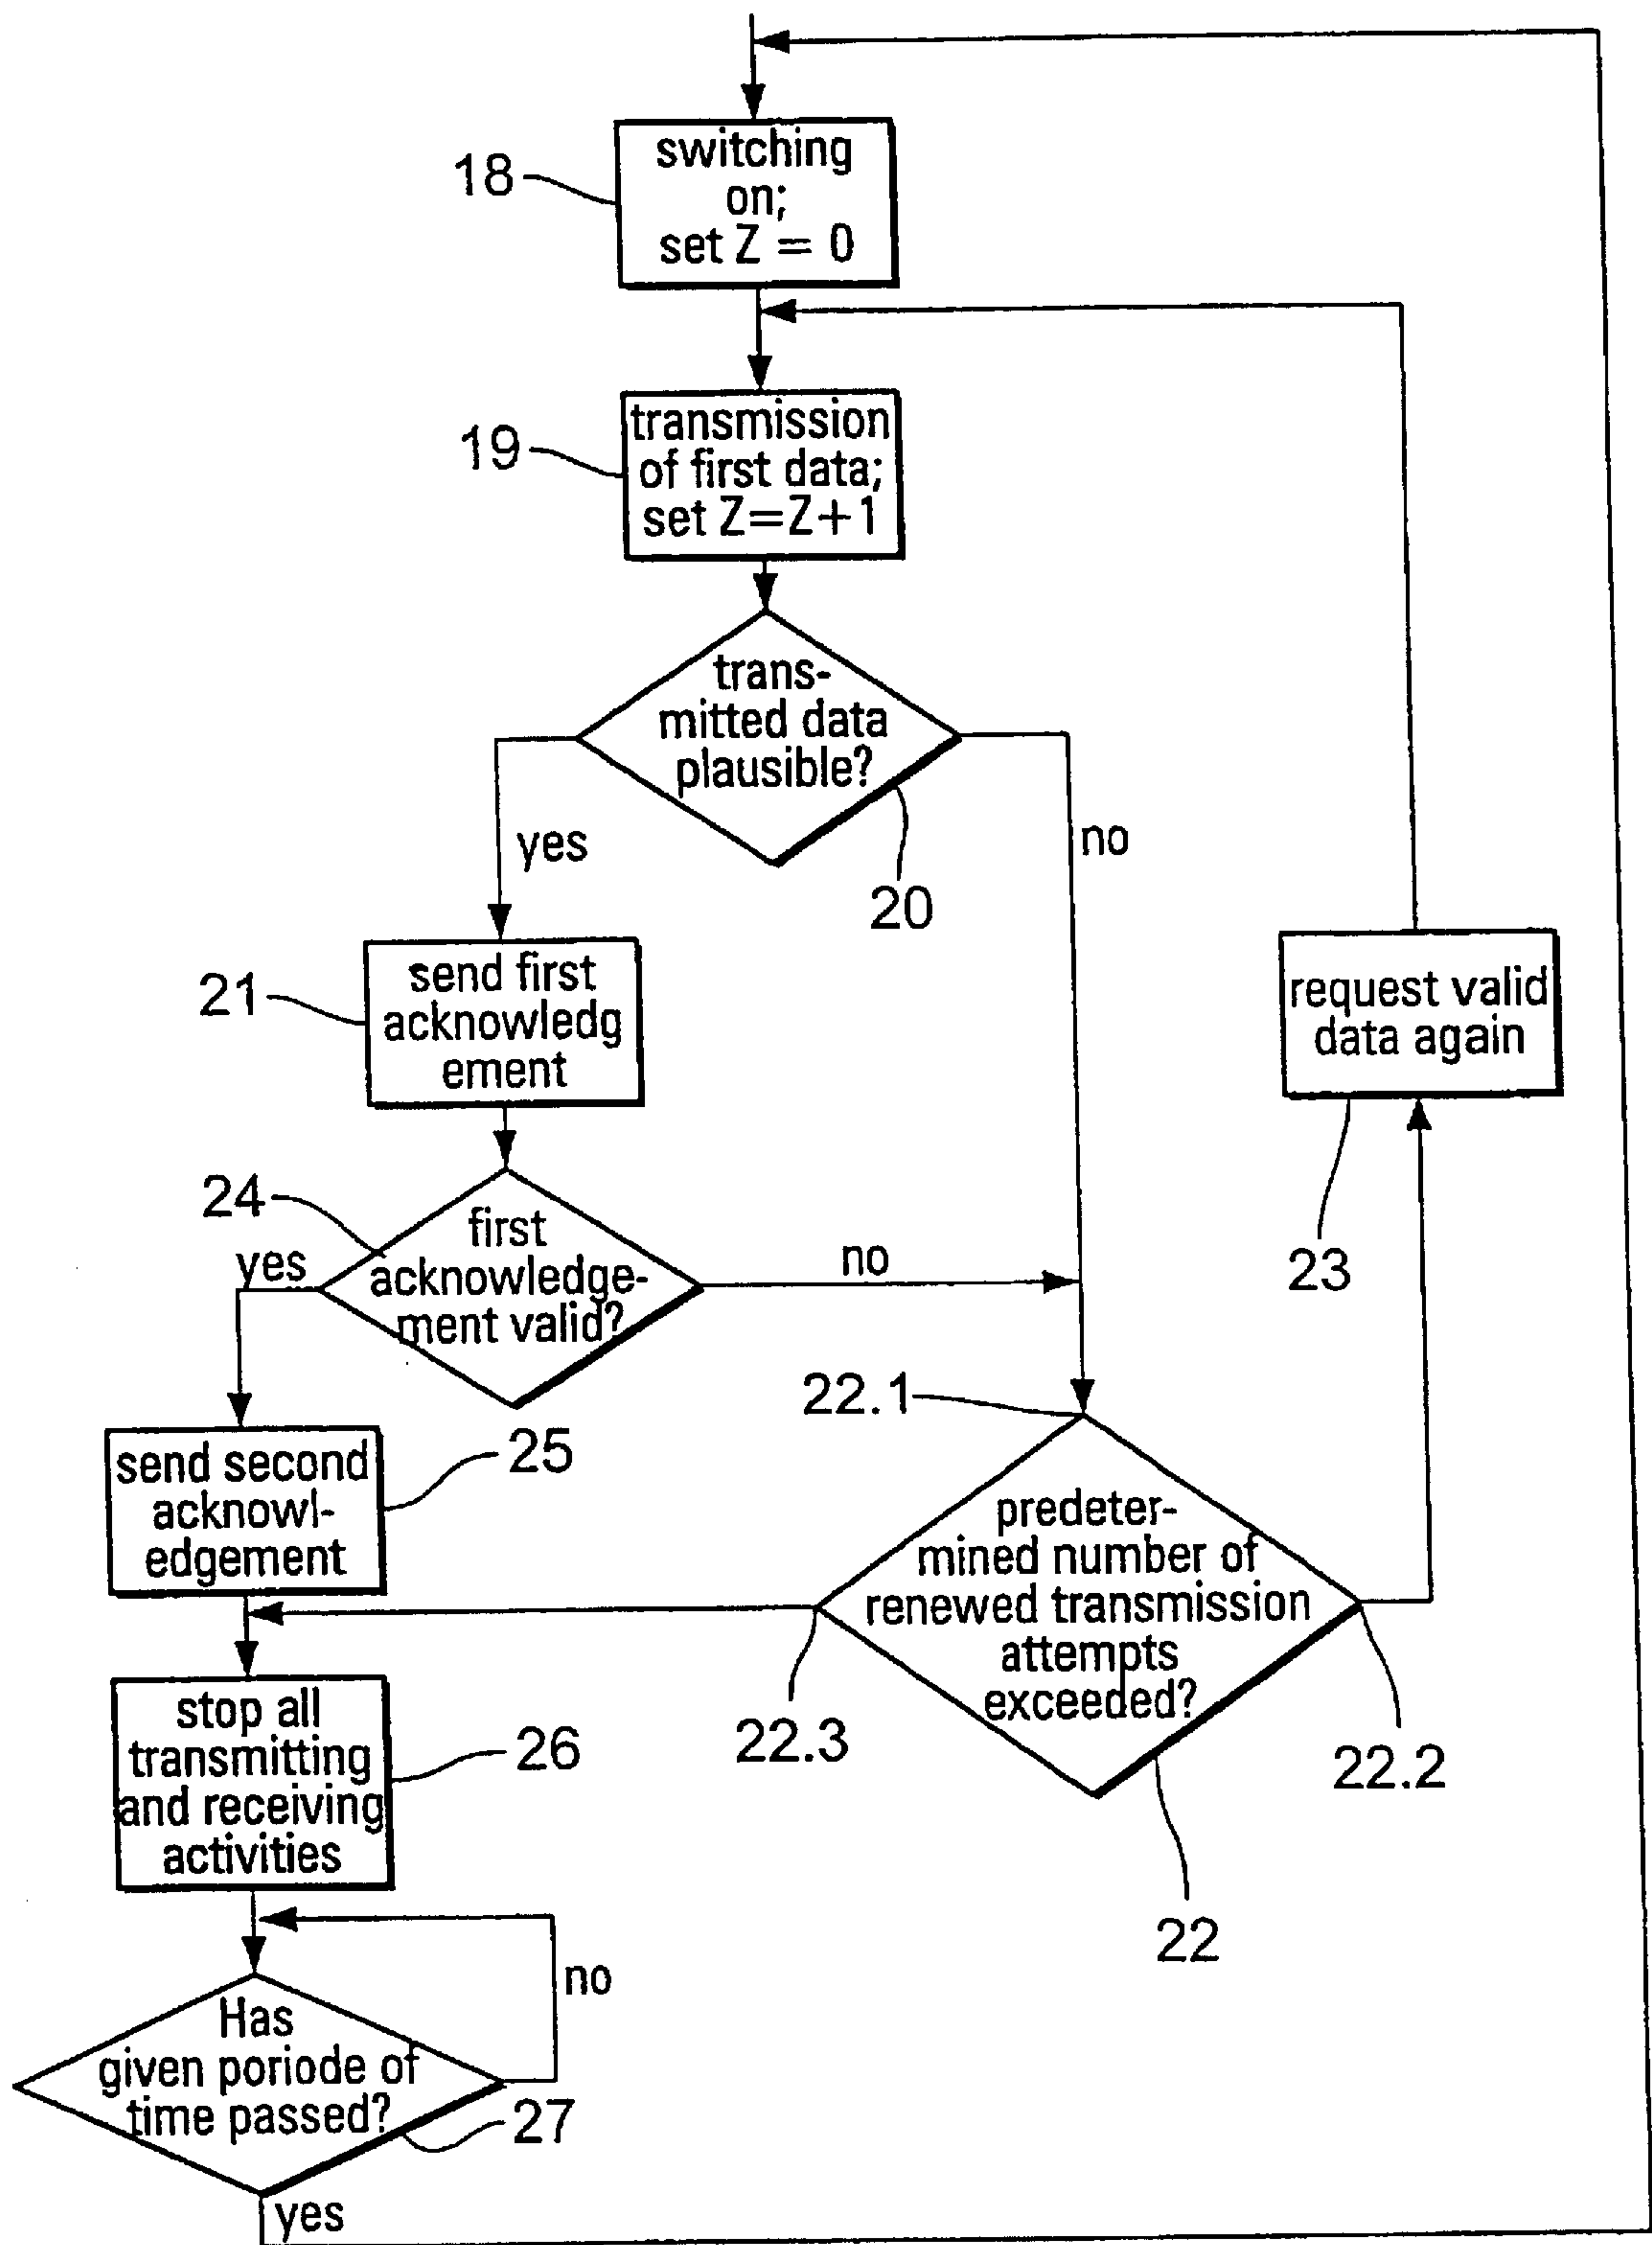 switching
on;
set Z = 0
18
transmission
of first data;
set Z=Z+1
19
trans-
mitted data
plausible?
yes
no
20
send first
acknowledg
ement
21
request valid
data again
23
24
first
acknowledge-
ment valid?
yes
no
22.1
send second
acknowl-
edgement
25
predeter-
mined number of
renewed transmission
attempts
exceeded?
22.3
22.2
22
stop all
transmitting
and receiving
activities
26
no
Has
given poriode of
time passed?
27
yes